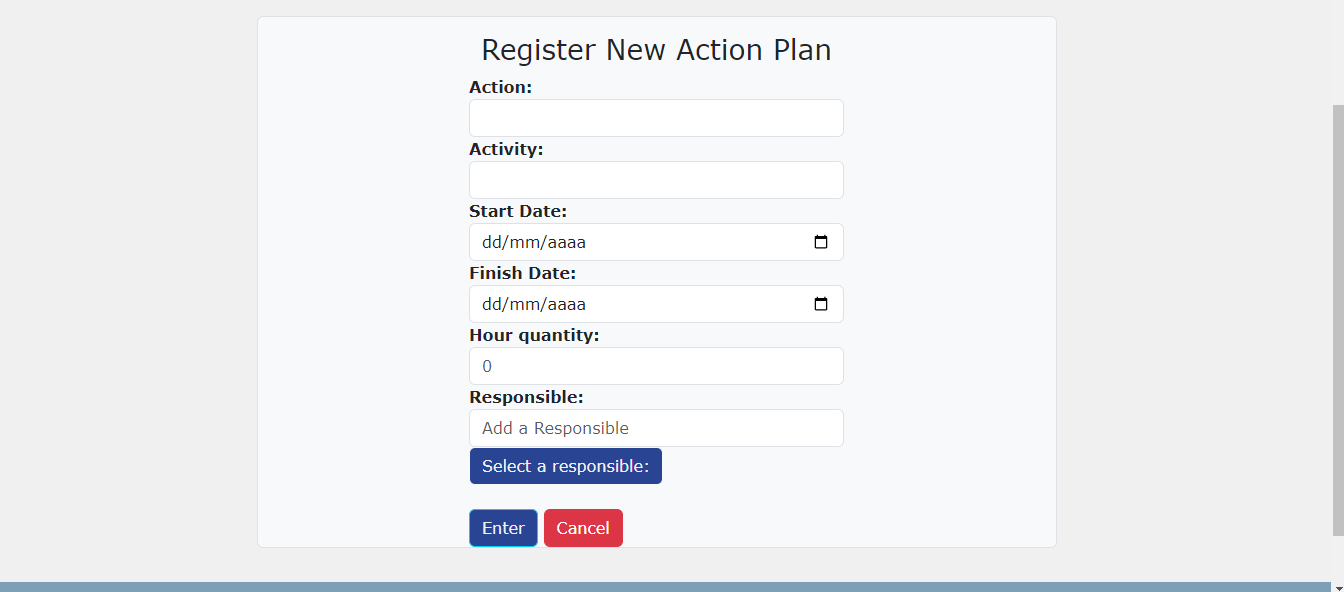 Register New Action Plan
Action:
Activity:
Start Date:
dd/mm/aaaa
Finish Date:
dd/mm/aaaa
Hour quantity:
0
Responsible:
Add a Responsible
Select a responsible:
Enter Cancel